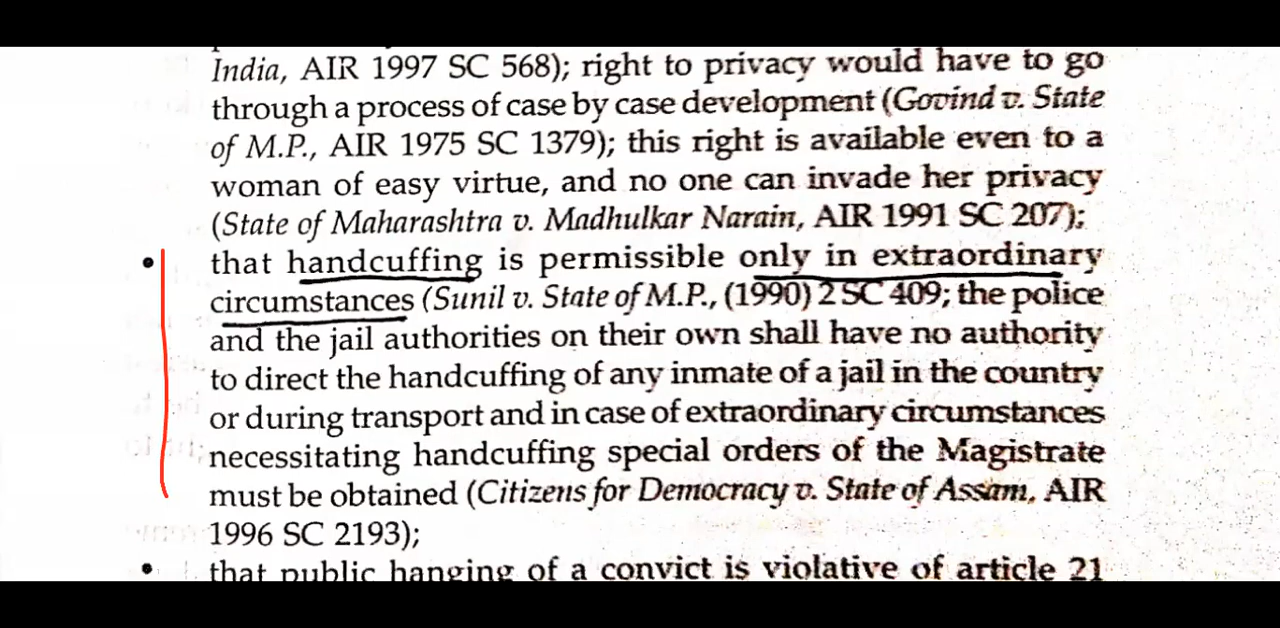 India, AIR 1997 SC 568); right to privacy would have to go
through a process of case by case development (Govind v. State
of M.P., AIR 1975 SC 1379); this right is available even to a
woman of easy virtue, and no one can invade her privacy
(State of Maharashtra v. Madhulkar Narain, AIR 1991 SC 207);
• that handcuffing is permissible only in extraordinary
circumstances (Sunil v. State of M.P., (1990) 2 SC 409; the police
and the jail authorities on their own shall have no authority
to direct the handcuffing of any inmate of a jail in the country
or during transport and in case of extraordinary circumstances
necessitating handcuffing special orders of the Magistrate
must be obtained (Citizens for Democracy v. State of Assam, AIR
1996 SC 2193);
• that public hanging of a convict is violative of article 21